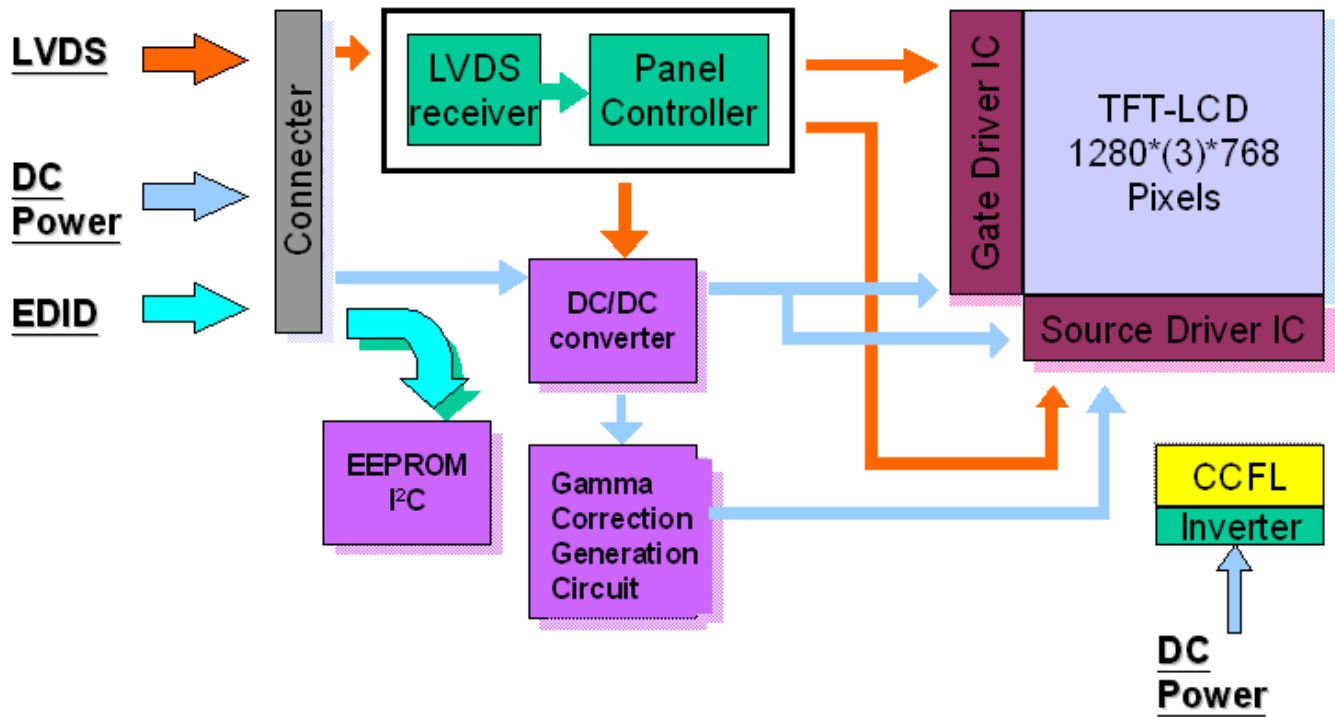 LVDS
DC
Power
EDID
Connecter
LVDS
receiver
Panel
Controller
Gate Driver IC
TFT-LCD
1280*(3)*768
Pixels
Source Driver IC
DC/DC
converter
EEPROM
I²C
Gamma
Correction
Generation
Circuit
CCFL
Inverter
DC
Power